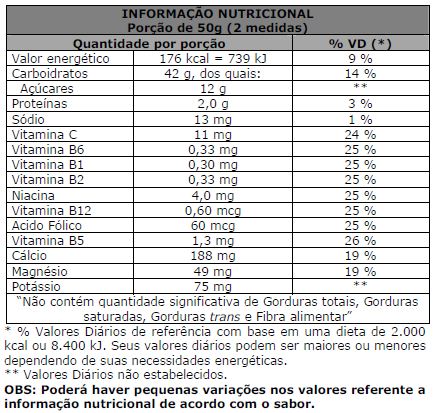 INFORMAÇÃO NUTRICIONAL
Porção de 50g (2 medidas)
Quantidade por porção % VD (*)
Valor energético 176 kcal = 739 kJ 9 %
Carboidratos 42 g, dos quais: 14 %
Açúcares 12 g **
Proteínas 2,0 g 3 %
Sódio 13 mg 1 %
Vitamina C 11 mg 24 %
Vitamina B6 0,33 mg 25 %
Vitamina B1 0,30 mg 25 %
Vitamina B2 0,33 mg 25 %
Niacina 4,0 mg 25 %
Vitamina B12 0,60 mcg 25 %
Ácido Fólico 60 mcg 25 %
Vitamina B5 1,3 mg 26 %
Cálcio 188 mg 19 %
Magnésio 49 mg 19 %
Potássio 75 mg **
“Não contém quantidade significativa de Gorduras totais, Gorduras
saturadas, Gorduras trans e Fibra alimentar”
* % Valores Diários de referência com base em uma dieta de 2.000
kcal ou 8.400 kJ. Seus valores diários podem ser maiores ou menores
dependendo de suas necessidades energéticas.
** Valores Diários não estabelecidos.
OBS: Poderá haver pequenas variações nos valores referente a
informação nutricional de acordo com o sabor.